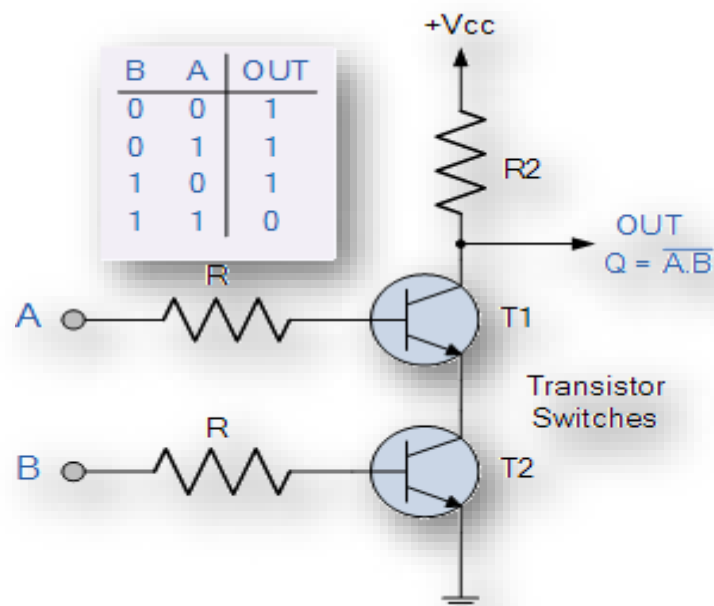 +Vcc
B A OUT
0 0 1
0 1 1
1 0 1
1 1 0
R2
OUT
Q = A.B
R
A
T1
Transistor
Switches
R
B
T2